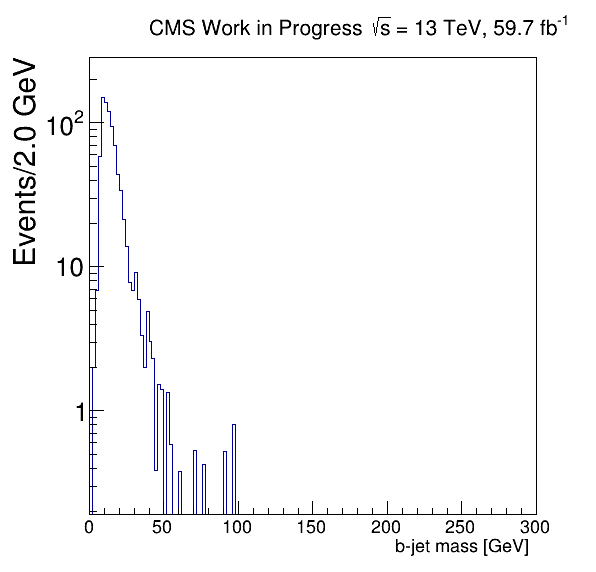 CMS Work in Progress √s = 13 TeV, 59.7 fb⁻¹
Events/2.0 GeV
10²
10
1
0 50 100 150 200 250 300
b-jet mass [GeV]